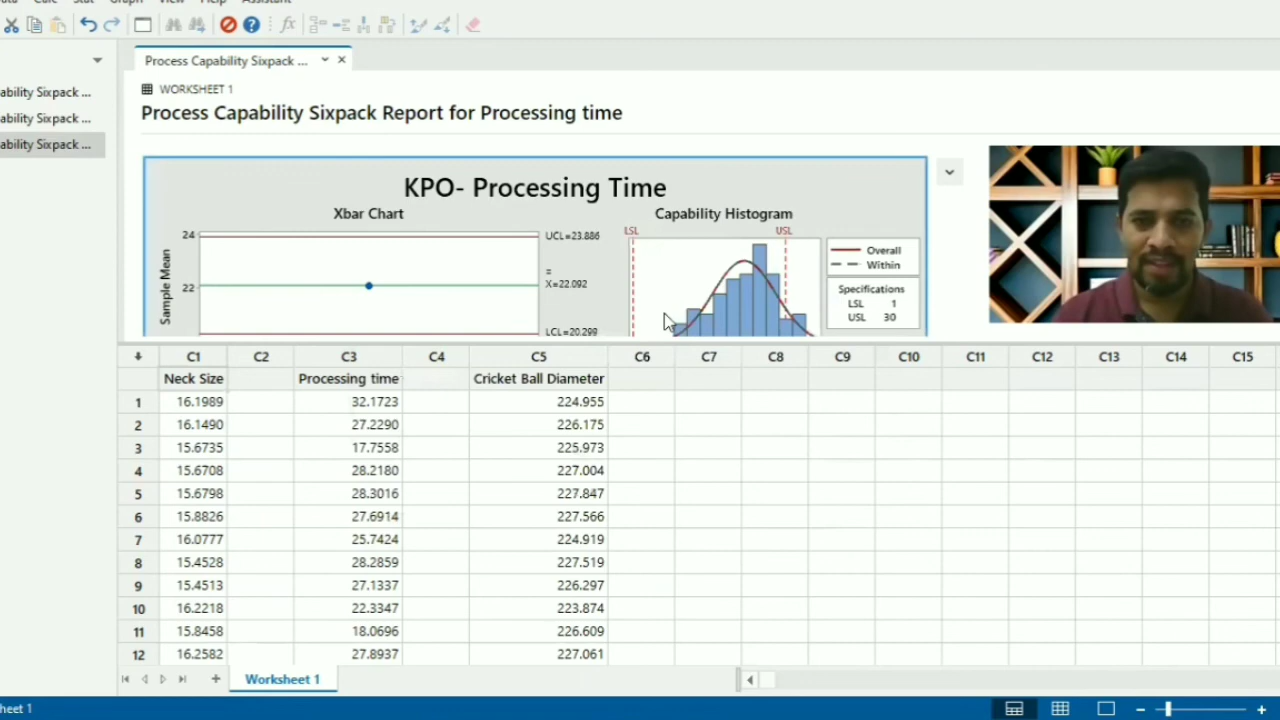 Process Capability Sixpack ...
ability Sixpack ...
ability Sixpack ...
ability Sixpack ...
WORKSHEET 1
Process Capability Sixpack Report for Processing time
KPO- Processing Time
Xbar Chart
Sample Mean
24
22
UCL=23.886
X=22.092
LCL=20.299
Capability Histogram
LSL
USL
Overall
Within
Specifications
LSL 1
USL 30
C1 C2 C3 C4 C5 C6 C7 C8 C9 C10 C11 C12 C13 C14 C15
Neck Size Processing time Cricket Ball Diameter
1 16.1989 32.1723 224.955
2 16.1490 27.2290 226.175
3 15.6735 17.7558 225.973
4 15.6708 28.2180 227.004
5 15.6798 28.3016 227.847
6 15.8826 27.6914 227.566
7 16.0777 25.7424 224.919
8 15.4528 28.2859 227.519
9 15.4513 27.1337 226.297
10 16.2218 22.3347 223.874
11 15.8458 18.0696 226.609
12 16.2582 27.8937 227.061
Worksheet 1
heet 1